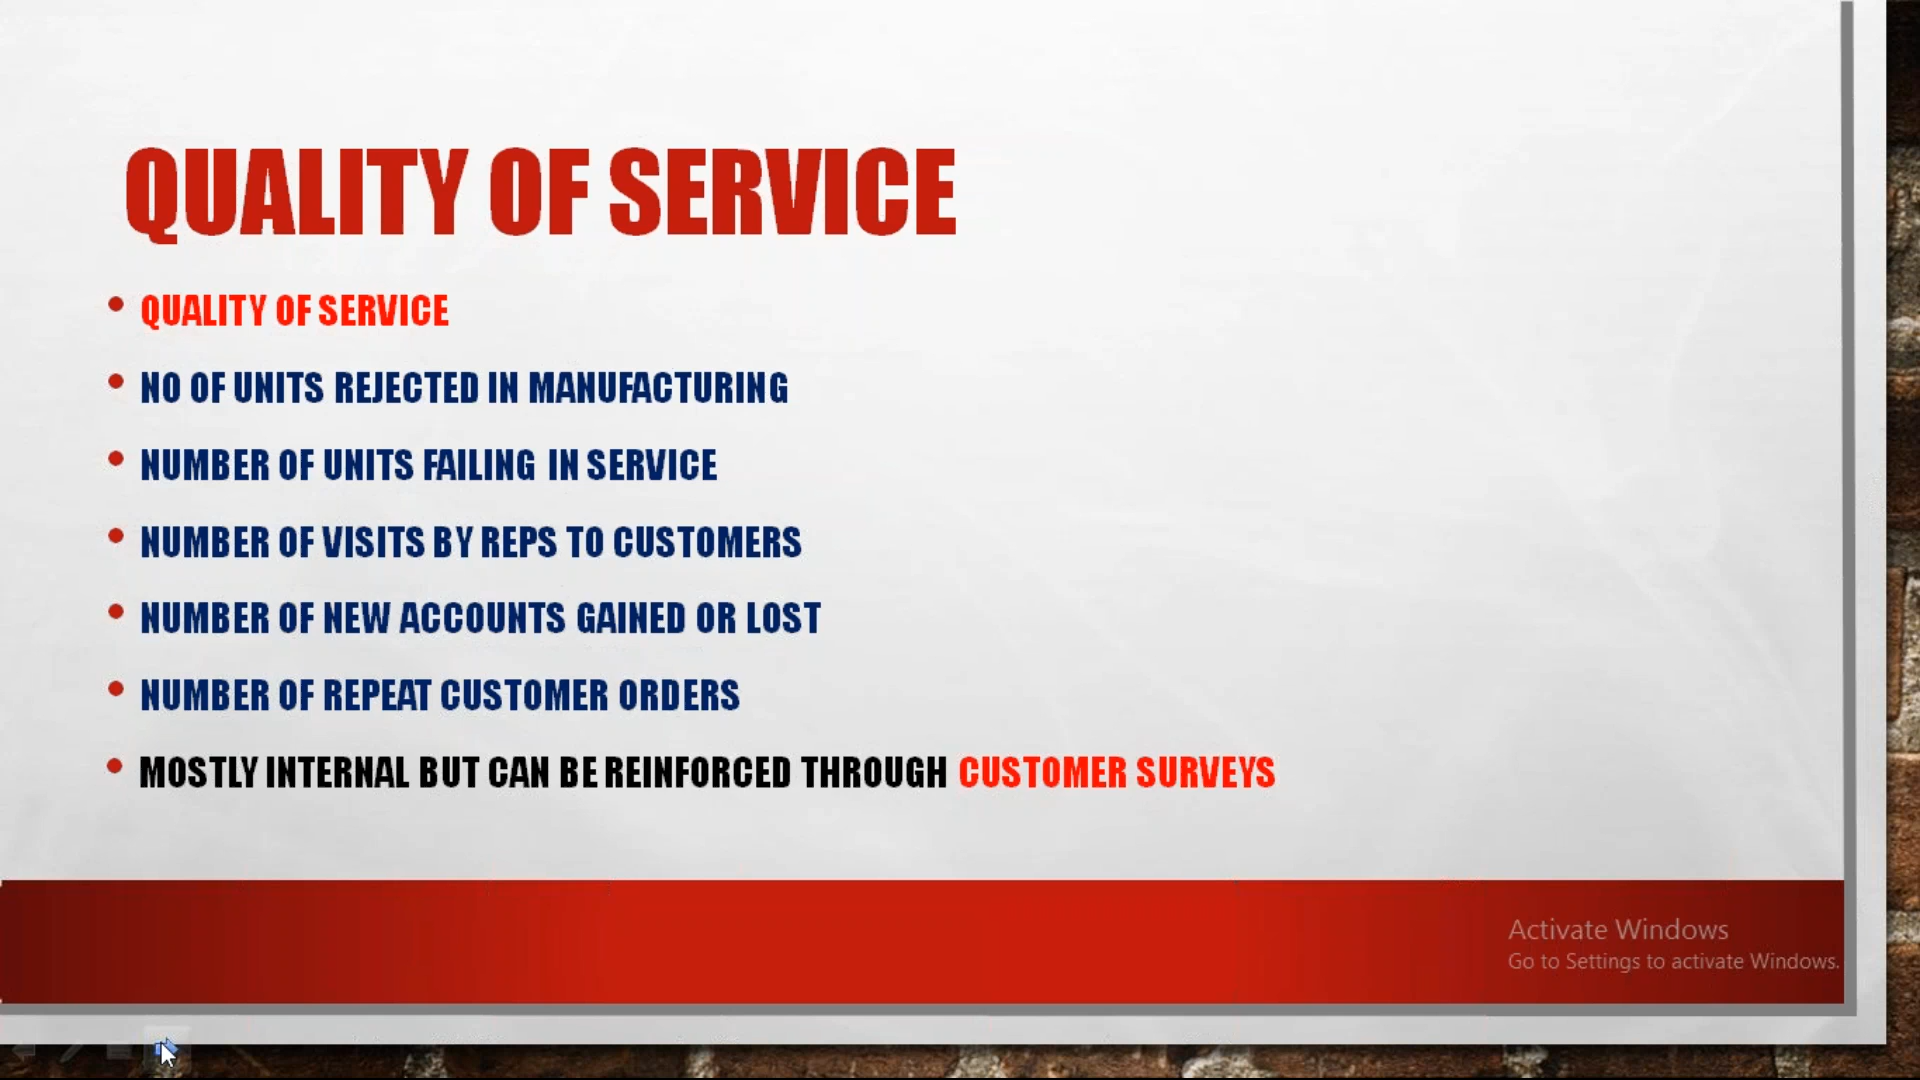 QUALITY OF SERVICE
QUALITY OF SERVICE
NO OF UNITS REJECTED IN MANUFACTURING
NUMBER OF UNITS FAILING IN SERVICE
NUMBER OF VISITS BY REPS TO CUSTOMERS
NUMBER OF NEW ACCOUNTS GAINED OR LOST
NUMBER OF REPEAT CUSTOMER ORDERS
MOSTLY INTERNAL BUT CAN BE REINFORCED THROUGH CUSTOMER SURVEYS
Activate Windows
Go to Settings to activate Windows.